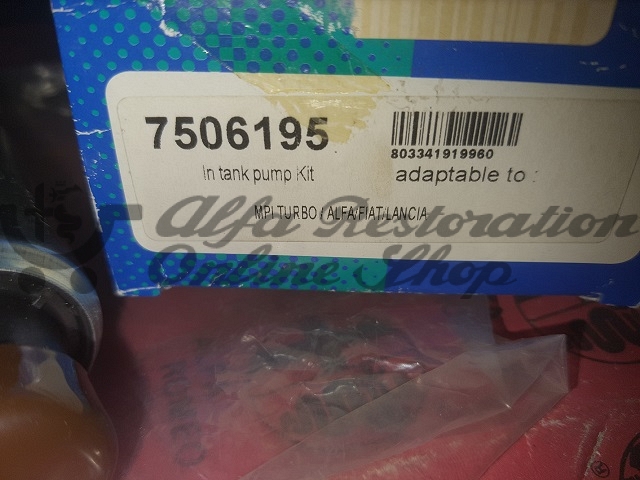 7506195
803341919960
In tank pump Kit
adaptable to :
MPI TURBO / ALFA/FIAT/LANCIA
Alfa Restoration
Online Shop